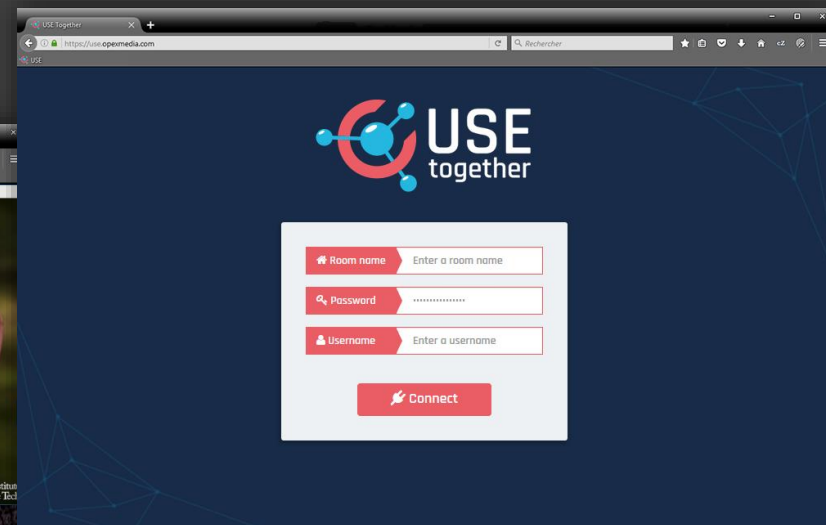 USE Together
https://use.opexmedia.com
Rechercher
cZ
USE
USE
together
Room name
Enter a room name
Password
Username
Enter a username
Connect